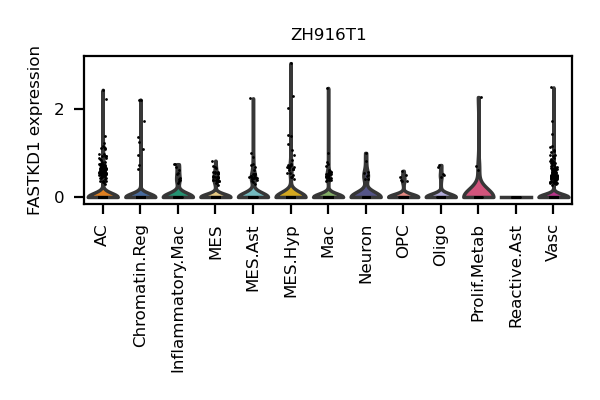 ZH916T1
FASTKD1 expression
2
0
AC
Chromatin.Reg
Inflammatory.Mac
MES
MES.Ast
MES.Hyp
Mac
Neuron
OPC
Oligo
Prolif.Metab
Reactive.Ast
Vasc